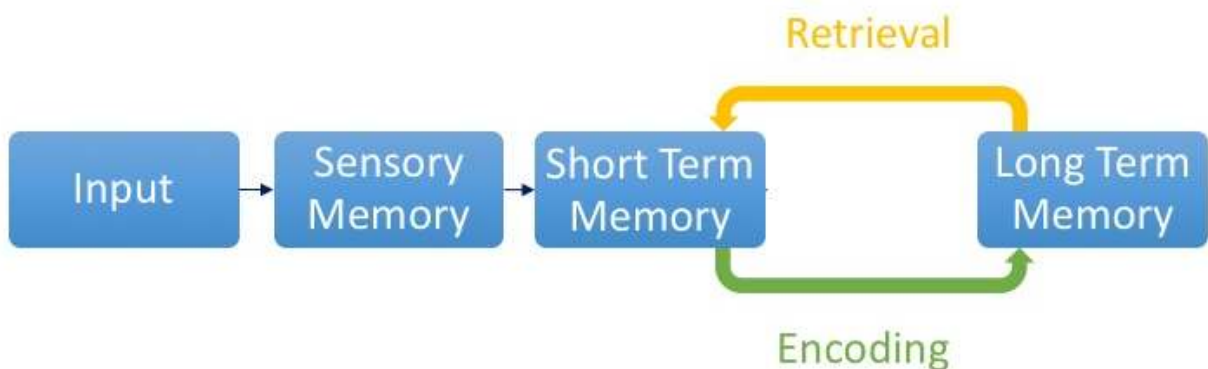 Retrieval
Input
Sensory
Memory
Short Term
Memory
Long Term
Memory
Encoding